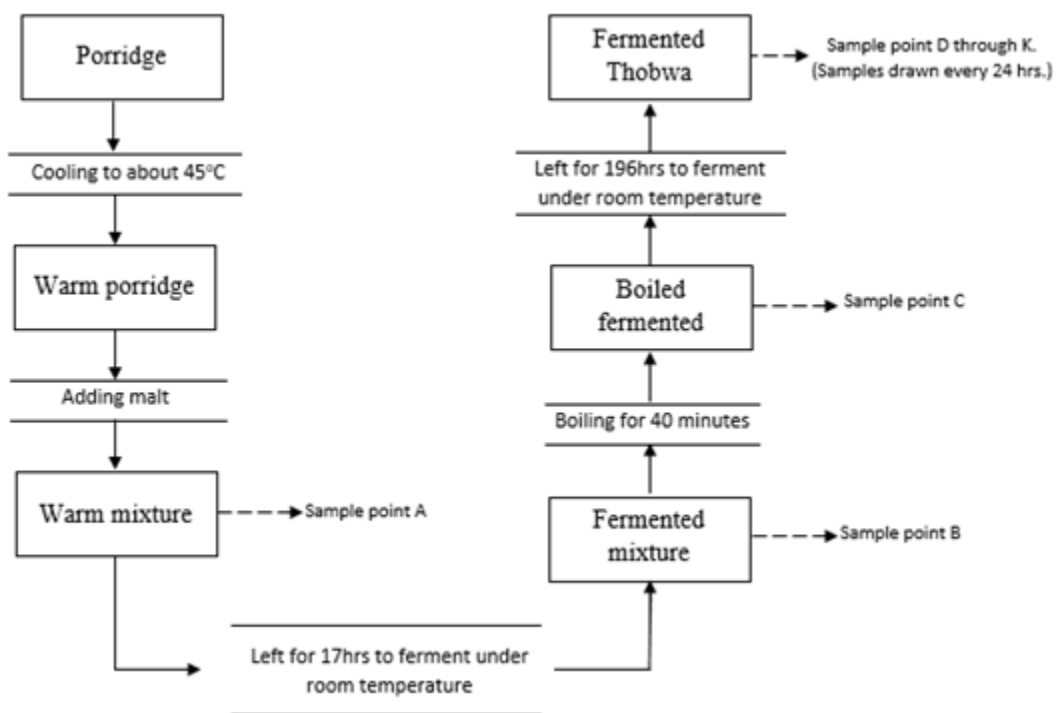 Porridge
Cooling to about 45°C
Warm porridge
Adding malt
Warm mixture
Sample point A
Left for 17hrs to ferment under
room temperature
Fermented
mixture
Sample point B
Boiling for 40 minutes
Boiled
fermented
Sample point C
Left for 196hrs to ferment
under room temperature
Fermented
Thobwa
Sample point D through K.
(Samples drawn every 24 hrs.)